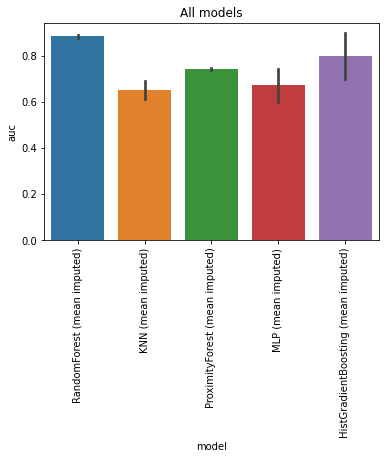 All models
auc
0.8
0.6
0.4
0.2
0.0
RandomForest (mean imputed)
KNN (mean imputed)
ProximityForest (mean imputed)
MLP (mean imputed)
HistGradientBoosting (mean imputed)
model